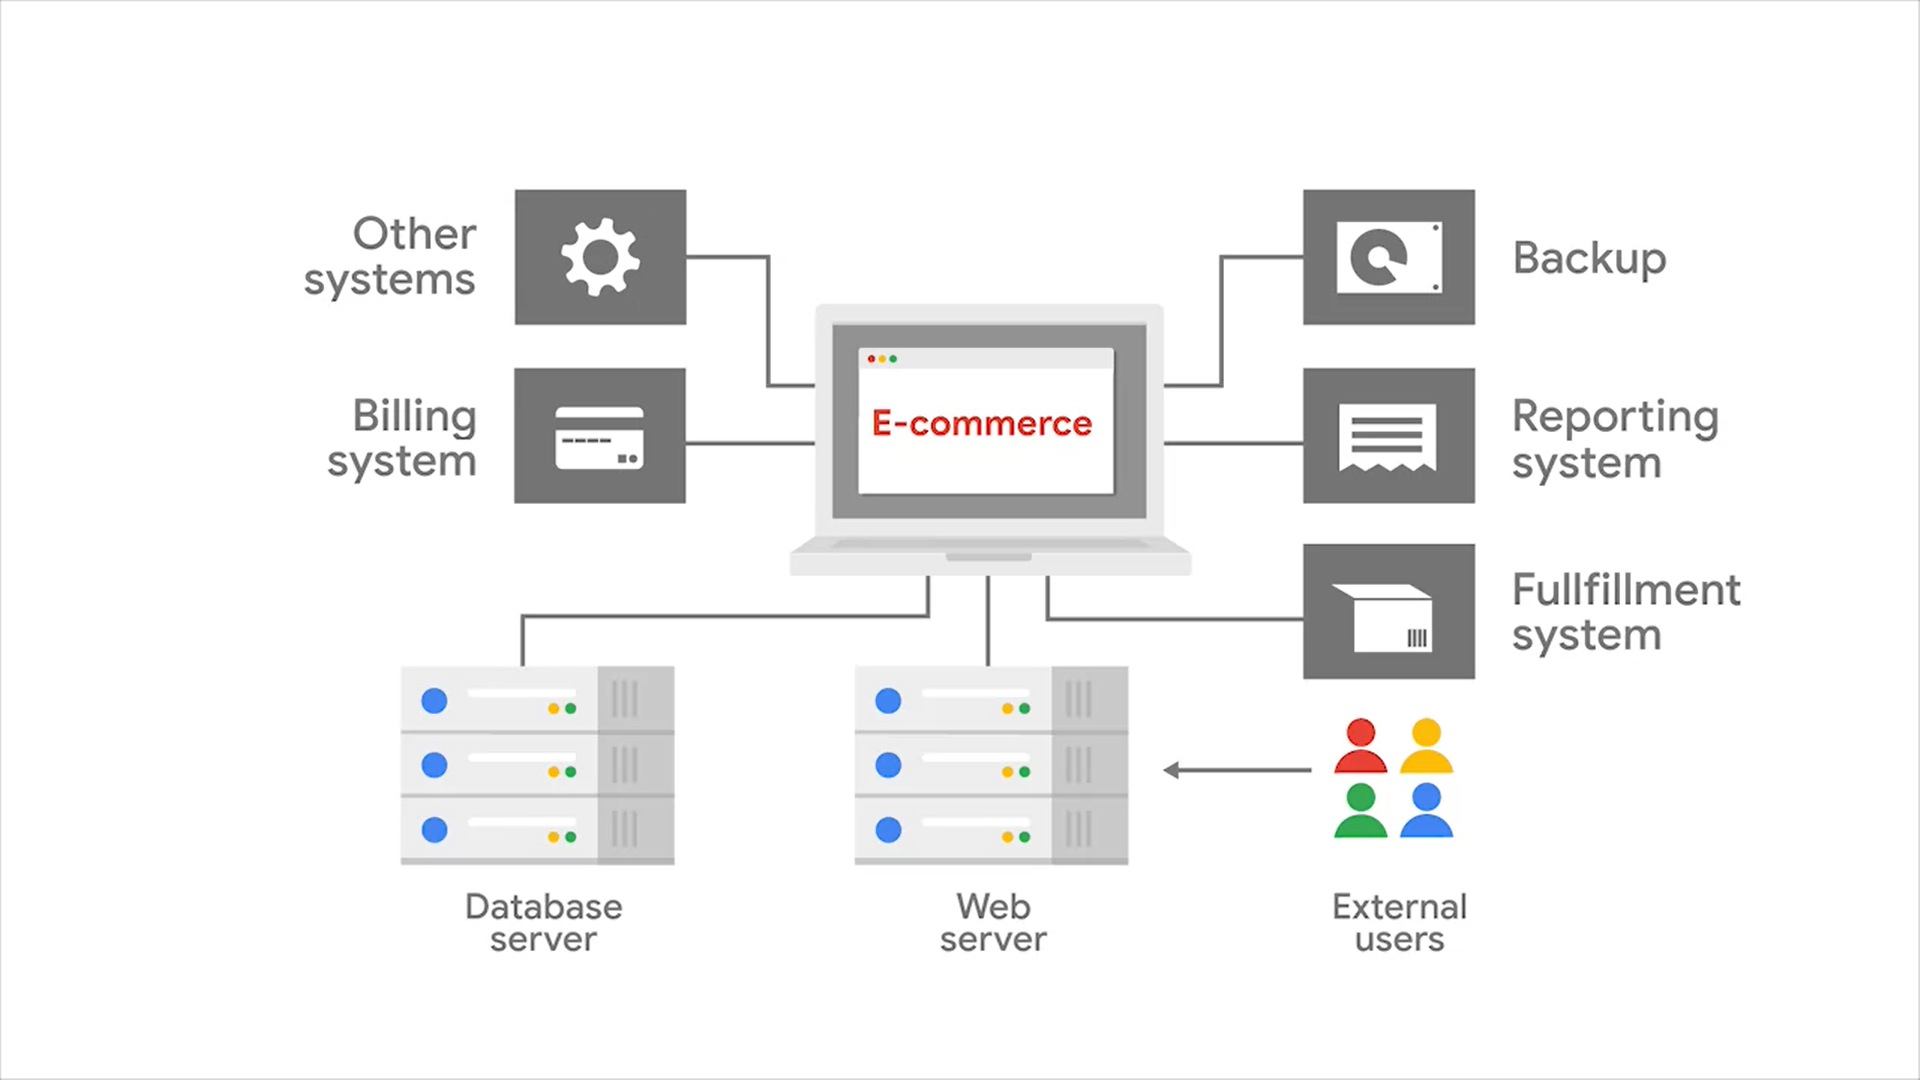 Other
systems
Backup
Billing
system
E-commerce
Reporting
system
Fullfillment
system
Database
server
Web
server
External
users